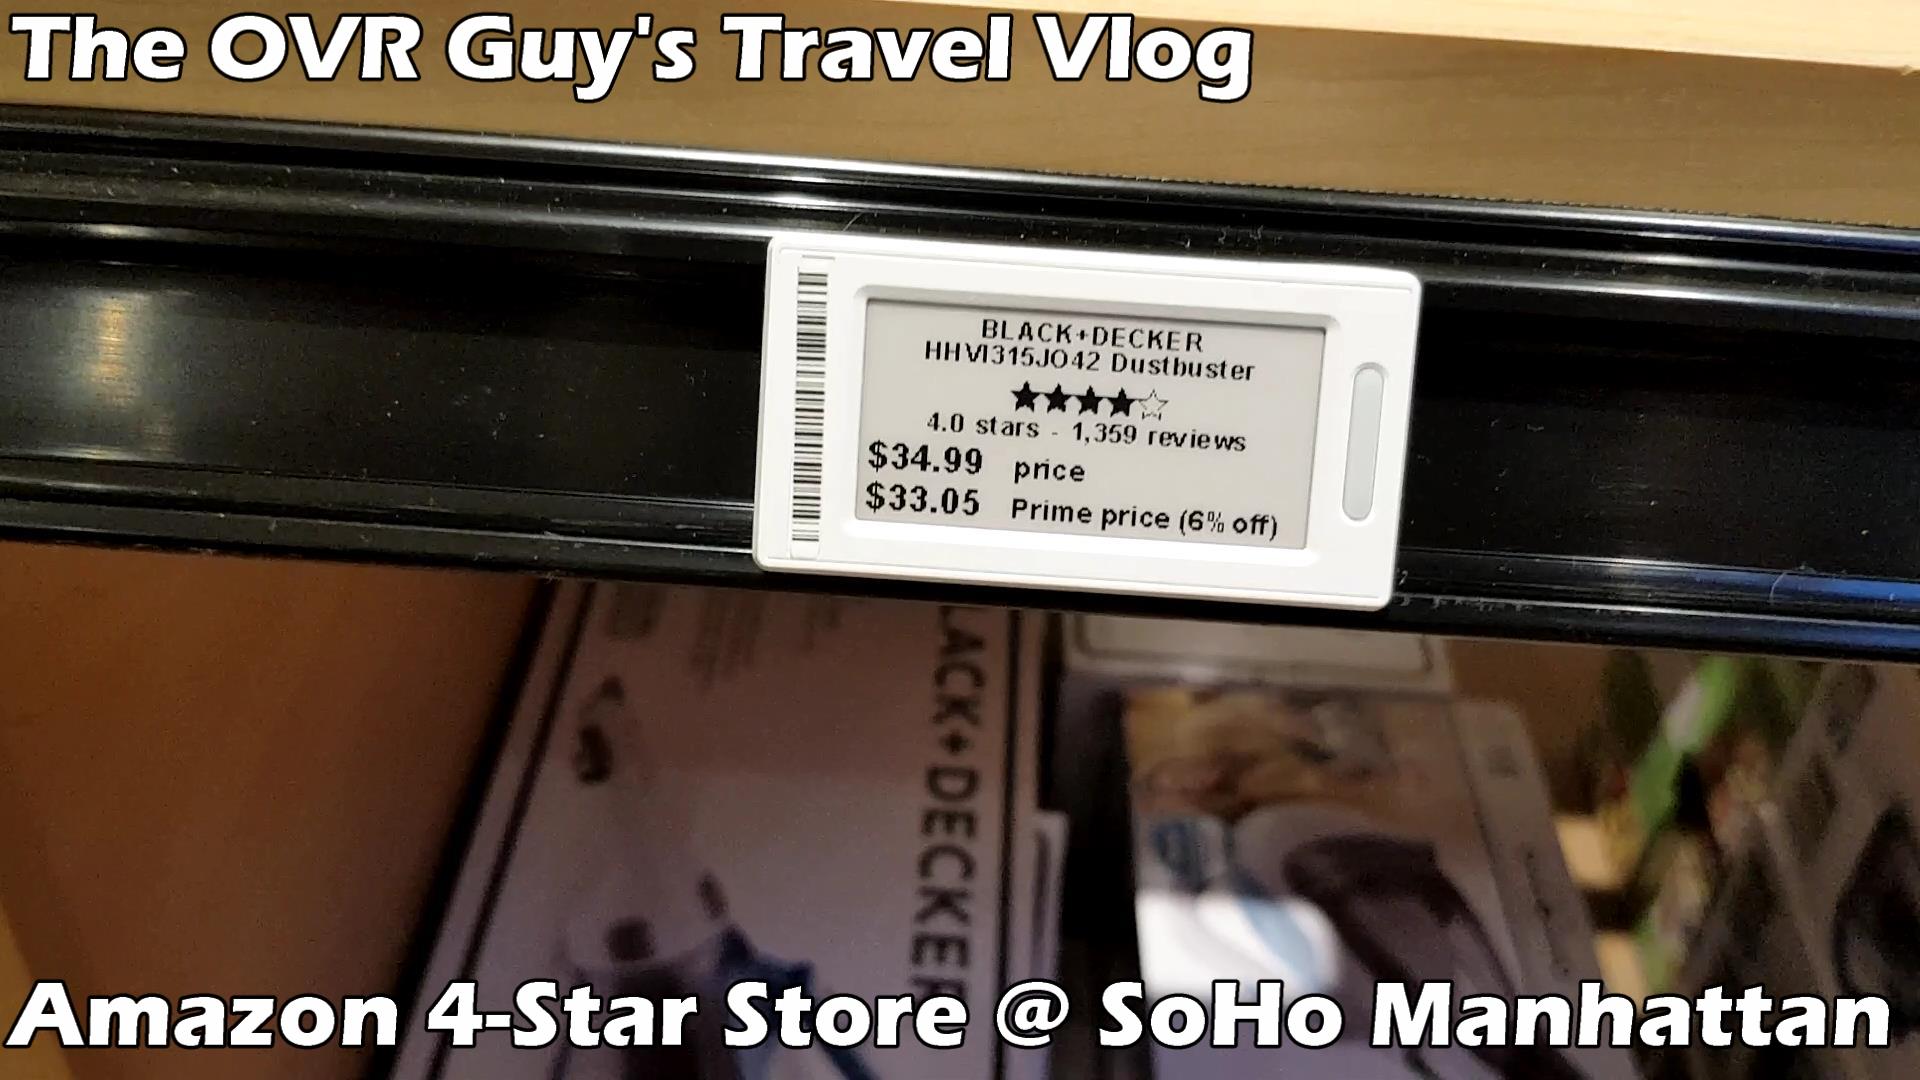 The OVR Guy's Travel Vlog
BLACK+DECKER
HHVI315JO42 Dustbuster
4.0 stars - 1,359 reviews
$34.99 price
$33.05 Prime price (6% off)
LACK+DECKER
Amazon 4-Star Store @ SoHo Manhattan